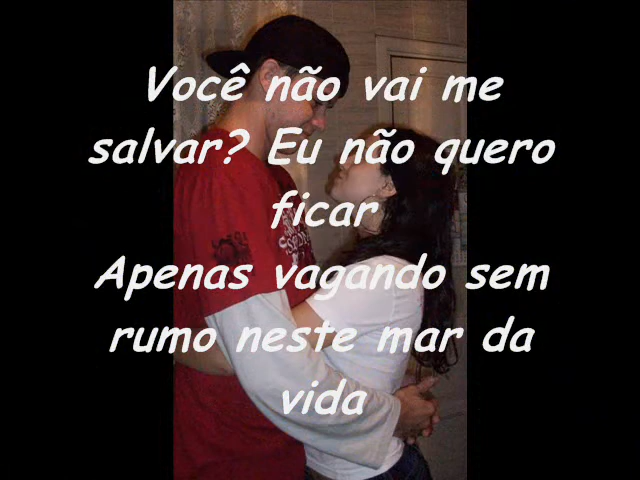 Você não vai me
salvar? Eu não quero
ficar
Apenas vagando sem
rumo neste mar da
vida